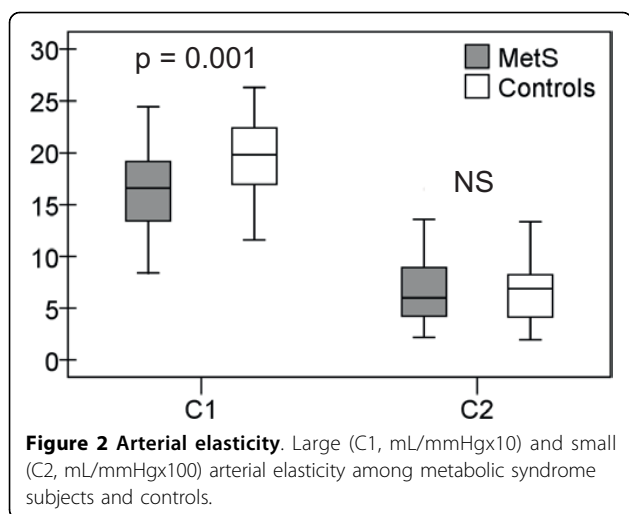 30
p = 0.001
MetS
Controls
25
20
NS
15
10
5
0
C1 C2
Figure 2 Arterial elasticity. Large (C1, mL/mmHgx10) and small
(C2, mL/mmHgx100) arterial elasticity among metabolic syndrome
subjects and controls.